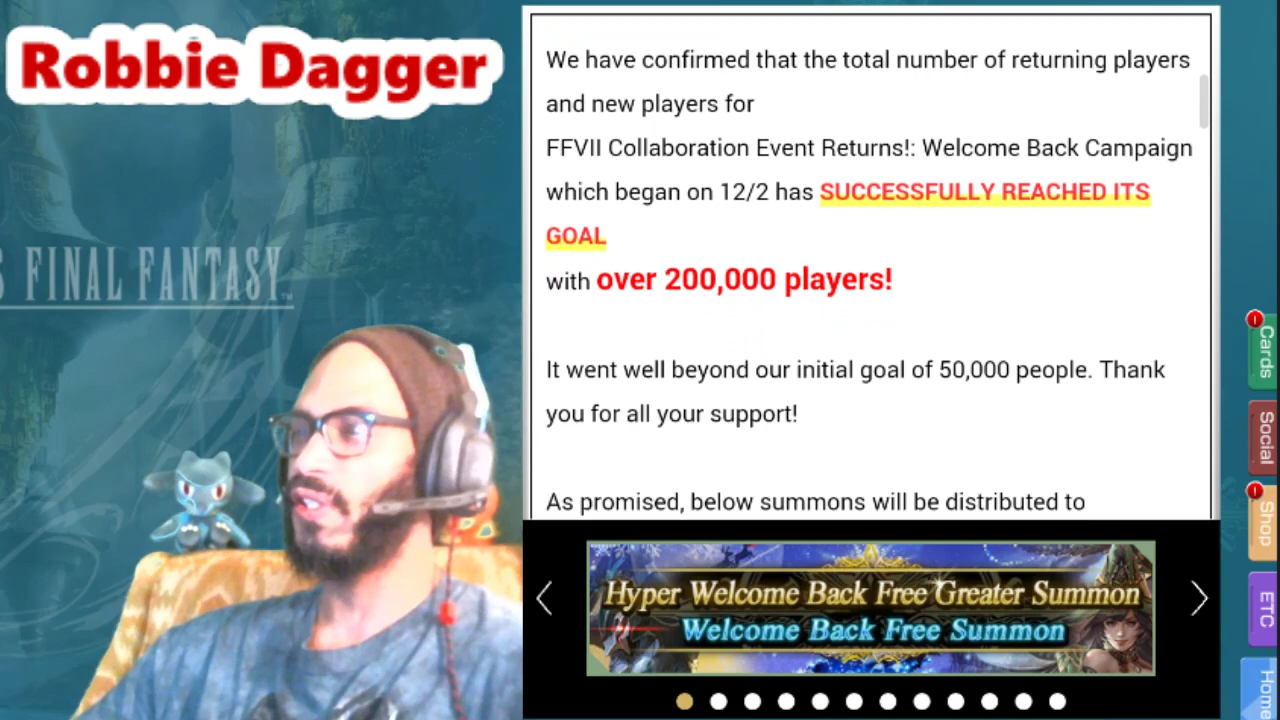 Robbie Dagger
We have confirmed that the total number of returning players
and new players for
FFVII Collaboration Event Returns!: Welcome Back Campaign
which began on 12/2 has SUCCESSFULLY REACHED ITS
GOAL
with over 200,000 players!
It went well beyond our initial goal of 50,000 people. Thank
you for all your support!
As promised, below summons will be distributed to
S FINAL FANTASY
Hyper Welcome Back Free Greater Summon
Welcome Back Free Summon
Cards
Social
Shop
ETC
Home